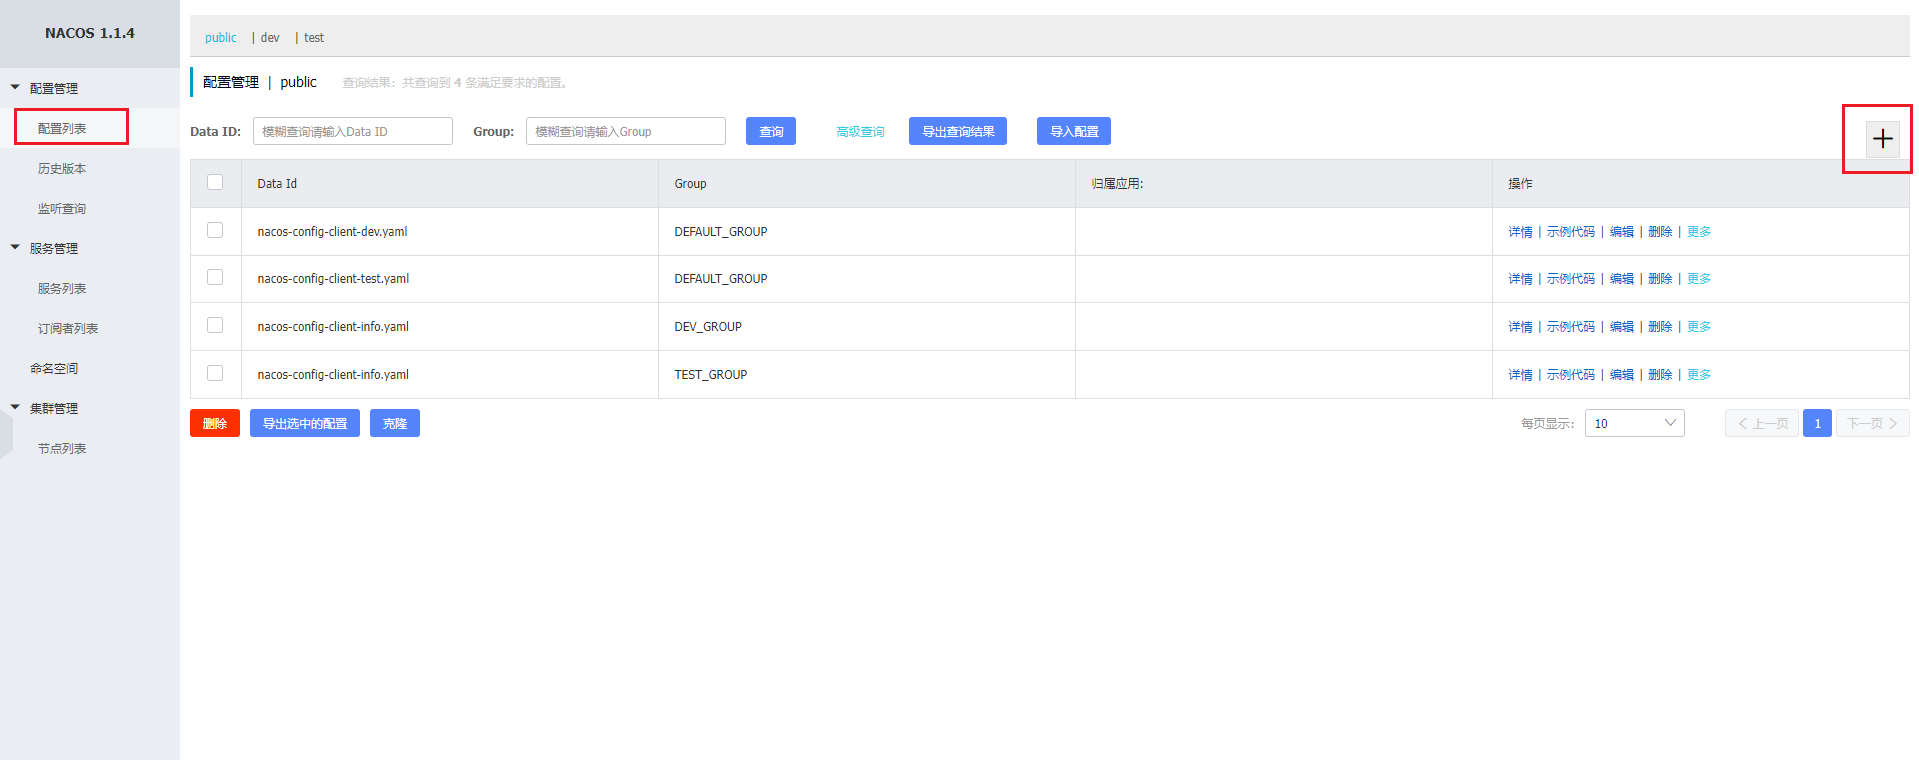 NACOS 1.1.4
配置管理
配置列表
历史版本
监听查询
服务管理
服务列表
订阅者列表
命名空间
集群管理
节点列表
public | dev | test
配置管理 | public 查询结果：共查询到 4 条满足要求的配置。
Data ID: 模糊查询请输入Data ID Group: 模糊查询请输入Group 查询 高级查询 导出查询结果 导入配置
Data Id Group 归属应用: 操作
nacos-config-client-dev.yaml DEFAULT_GROUP 详情 | 示例代码 | 编辑 | 删除 | 更多
nacos-config-client-test.yaml DEFAULT_GROUP 详情 | 示例代码 | 编辑 | 删除 | 更多
nacos-config-client-info.yaml DEV_GROUP 详情 | 示例代码 | 编辑 | 删除 | 更多
nacos-config-client-info.yaml TEST_GROUP 详情 | 示例代码 | 编辑 | 删除 | 更多
删除 导出选中的配置 克隆 每页显示: 10 上一页 1 下一页